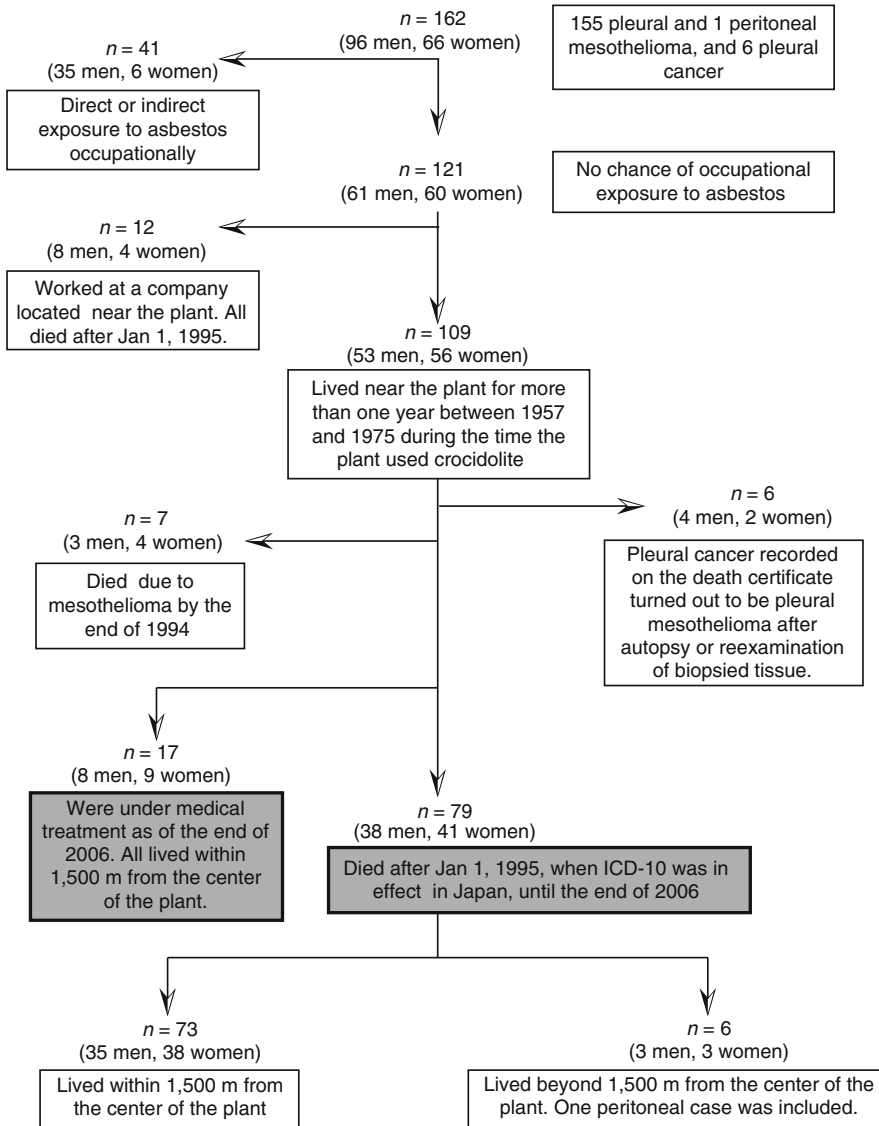 n = 162
(96 men, 66 women)
155 pleural and 1 peritoneal
mesothelioma, and 6 pleural
cancer
n = 41
(35 men, 6 women)
Direct or indirect
exposure to asbestos
occupationally
n = 121
(61 men, 60 women)
No chance of occupational
exposure to asbestos
n = 12
(8 men, 4 women)
Worked at a company
located near the plant. All
died after Jan 1, 1995.
n = 109
(53 men, 56 women)
Lived near the plant for more
than one year between 1957
and 1975 during the time the
plant used crocidolite
n = 6
(4 men, 2 women)
Pleural cancer recorded
on the death certificate
turned out to be pleural
mesothelioma after
autopsy or reexamination
of biopsied tissue.
n = 7
(3 men, 4 women)
Died due to
mesothelioma by the
end of 1994
n = 17
(8 men, 9 women)
Were under medical
treatment as of the end of
2006. All lived within
1,500 m from the center
of the plant.
n = 79
(38 men, 41 women)
Died after Jan 1, 1995, when ICD-10 was in
effect in Japan, until the end of 2006
n = 73
(35 men, 38 women)
Lived within 1,500 m from
the center of the plant
n = 6
(3 men, 3 women)
Lived beyond 1,500 m from the center of the
plant. One peritoneal case was included.